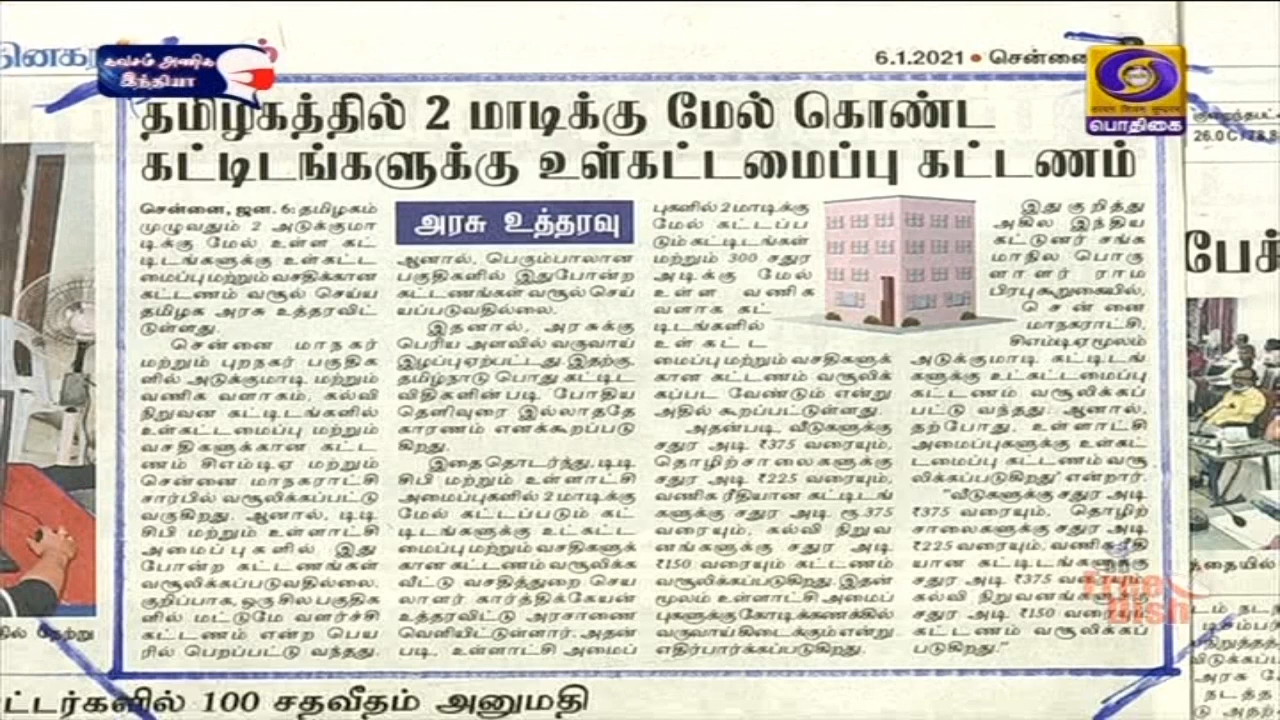 தினகர
கவசம் அணிக
இந்தியா
6.1.2021 • சென்னை
பொதிகை
26.0C
தமிழகத்தில் 2 மாடிக்கு மேல் கொண்ட
கட்டிடங்களுக்கு உள்கட்டமைப்பு கட்டணம்
சென்னை, ஜன. 6: தமிழகம்
முழுவதும் 2 அடுக்குமா
டிக்கு மேல் உள்ள கட்
டிடங்களுக்கு உள்கட்ட
மைப்பு மற்றும் வசதிக்கான
கட்டணம் வசூல் செய்ய
தமிழக அரசு உத்தரவிட்
டுள்ளது.
சென்னை மாநகர்
மற்றும் புறநகர் பகுதிக
ளில் அடுக்குமாடி மற்றும்
வணிக வளாகம், கல்வி
நிறுவன கட்டிடங்களில்
உள்கட்டமைப்பு மற்றும்
வசதிகளுக்கான கட்ட
ணம் சிஎம்டிஏ மற்றும்
சென்னை மாநகராட்சி
சார்பில் வசூலிக்கப்பட்டு
வருகிறது. ஆனால், டிடி
சிபி மற்றும் உள்ளாட்சி
அமைப்புகளில் இது
போன்ற கட்டணங்கள்
வசூலிக்கப்படுவதில்லை.
குறிப்பாக, ஒரு சில பகுதிக
ளில் மட்டுமே வளர்ச்சி
கட்டணம் என்ற பெய
ரில் பெறப்பட்டு வந்தது.
அரசு உத்தரவு
ஆனால், பெரும்பாலான
பகுதிகளில் இதுபோன்ற
கட்டணங்கள் வசூல் செய்
யப்படுவதில்லை.
இதனால், அரசுக்கு
பெரிய அளவில் வருவாய்
இழப்பு ஏற்பட்டது. இதற்கு,
தமிழ்நாடு பொது கட்டிட
விதிகளின்படி போதிய
தெளிவுரை இல்லாததே
காரணம் எனக்கூறப்படு
கிறது.
இதை தொடர்ந்து, டிடி
சிபி மற்றும் உள்ளாட்சி
அமைப்புகளில் 2 மாடிக்கு
மேல் கட்டப்படும் கட்
டிடங்களுக்கு உட்கட்ட
மைப்பு மற்றும் வசதிகளுக்
கான கட்டணம் வசூலிக்க
வீட்டு வசதித்துறை செய
லாளர் கார்த்திக்கேயன்
உத்தரவிட்டு அரசாணை
வெளியிட்டுள்ளார். அதன்
படி, உள்ளாட்சி அமைப்
புகளில் 2 மாடிக்கு
மேல் கட்டப்ப
டும் கட்டிடங்கள்
மற்றும் 300 சதுர
அடிக்கு மேல்
உள்ள வணிக
வளாக கட்
டிடங்களில்
உள் கட்ட
மைப்பு மற்றும் வசதிகளுக்
கான கட்டணம் வசூலிக்
கப்பட வேண்டும் என்று
அதில் கூறப்பட்டுள்ளது.
அதன்படி வீடுகளுக்கு
சதுர அடி ₹375 வரையும்,
தொழிற்சாலைகளுக்கு
சதுர அடி ₹225 வரையும்,
வணிக ரீதியான கட்டிடங்
களுக்கு சதுர அடி ரூ.375
வரையும், கல்வி நிறுவ
னங்களுக்கு சதுர அடி
₹150 வரையும் கட்டணம்
வசூலிக்கப்படுகிறது. இதன்
மூலம் உள்ளாட்சி அமைப்
புகளுக்கு கோடிக்கணக்கில்
வருவாய் கிடைக்கும் என்று
எதிர்பார்க்கப்படுகிறது.
இது குறித்து
அகில இந்திய
கட்டுனர் சங்க
மாநில பொரு
ளாளர் ராம
பிரபு கூறுகையில்,
சென்னை
மாநகராட்சி,
சிஎம்டிஏ மூலம்
அடுக்குமாடி கட்டிடங்
களுக்கு உட்கட்டமைப்பு
கட்டணம் வசூலிக்கப்
பட்டு வந்தது. ஆனால்,
தற்போது, உள்ளாட்சி
அமைப்புகளுக்கு உள்கட்
டமைப்பு கட்டணம் வசூ
லிக்கப்படுகிறது' என்றார்.
"வீடுகளுக்கு சதுர அடி
₹375 வரையும், தொழிற்
சாலைகளுக்கு சதுர அடி
₹225 வரையும், வணிக ரீதி
யான கட்டிடங்களுக்கு
சதுர அடி ₹375
கல்வி நிறுவனங்க
சதுர அடி ₹150
கட்டணம் வசூலிக்கப்
படுகிறது."
Free
Dish
பேச்
தில் நேற்று
ட்டர்களில் 100 சதவீதம் அனுமதி